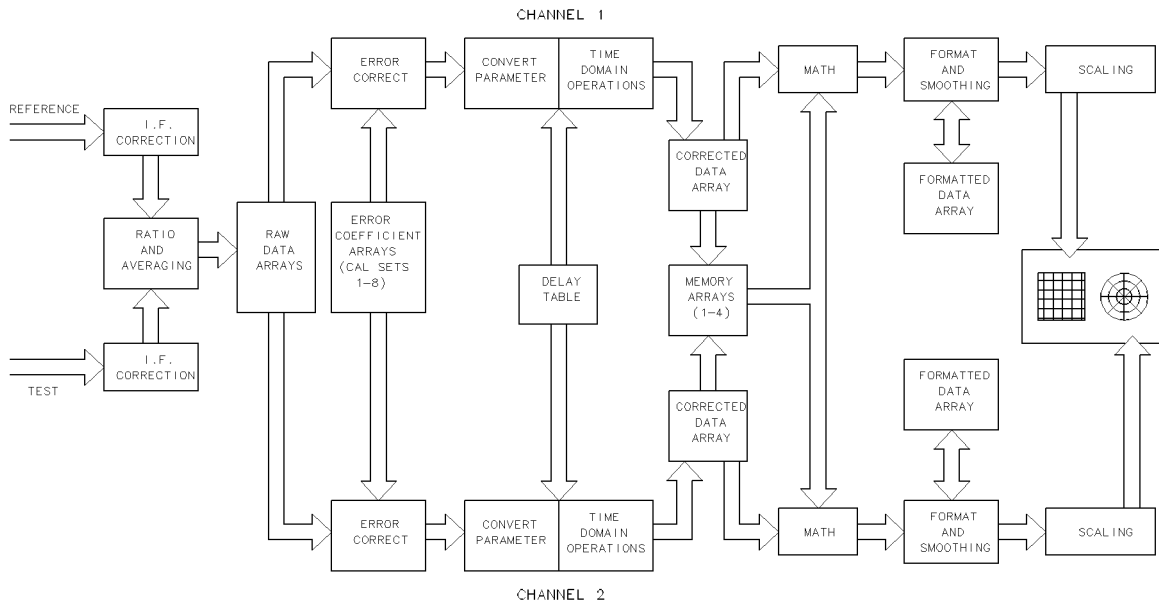 CHANNEL 1
REFERENCE
I.F.
CORRECTION
RATIO
AND
AVERAGING
I.F.
CORRECTION
TEST
RAW
DATA
ARRAYS
ERROR
CORRECT
CONVERT
PARAMETER
TIME
DOMAIN
OPERATIONS
CORRECTED
DATA
ARRAY
MATH
FORMAT
AND
SMOOTHING
SCALING
FORMATTED
DATA
ARRAY
ERROR
COEFFICIENT
ARRAYS
(CAL SETS
1-8)
DELAY
TABLE
MEMORY
ARRAYS
(1-4)
FORMATTED
DATA
ARRAY
CORRECTED
DATA
ARRAY
ERROR
CORRECT
CONVERT
PARAMETER
TIME
DOMAIN
OPERATIONS
MATH
FORMAT
AND
SMOOTHING
SCALING
CHANNEL 2